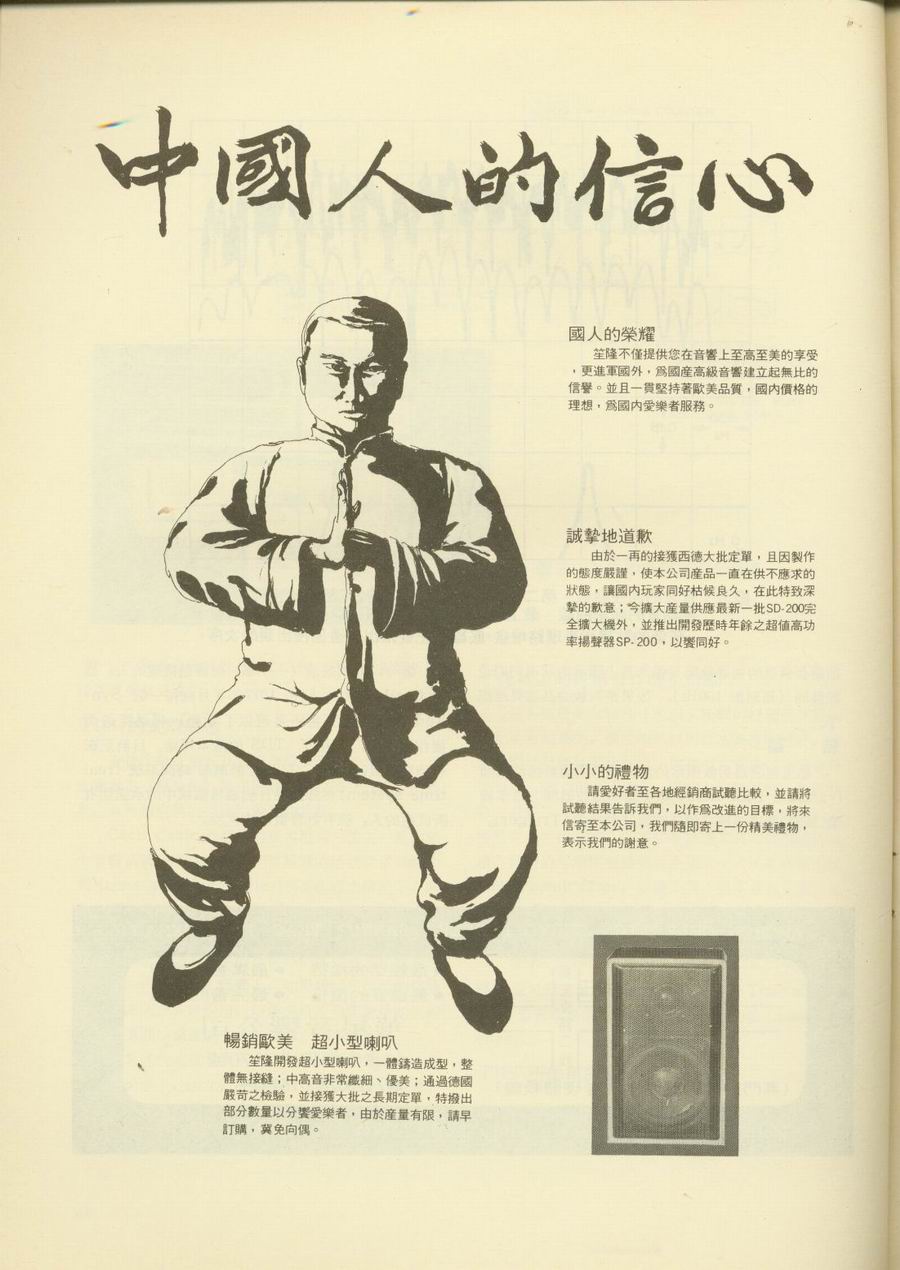 中國人的信心
國人的榮耀
笙隆不僅提供您在音響上至高至美的享受
，更進軍國外，爲國產高級音響建立起無比的
信譽。並且一貫堅持著歐美品質，國內價格的
理想，爲國內愛樂者服務。
誠摯地道歉
由於一再的接獲西德大批定單，且因製作
的態度嚴謹，使本公司產品一直在供不應求的
狀態，讓國內玩家同好枯候良久，在此特致深
摯的歉意；今擴大產量供應最新一批SD-200完
全擴大機外，並推出開發歷時年餘之超值高功
率揚聲器SP-200，以饗同好。
小小的禮物
請愛好者至各地經銷商試聽比較，並請將
試聽結果告訴我們，以作爲改進的目標，將來
信寄至本公司，我們隨即寄上一份精美禮物，
表示我們的謝意。
暢銷歐美　超小型喇叭
笙隆開發超小型喇叭，一體鑄造成型，整
體無接縫；中高音非常纖細、優美；通過德國
嚴苛之檢驗，並接獲大批之長期定單，特撥出
部分數量以分饗愛樂者，由於產量有限，請早
訂購，冀免向偶。